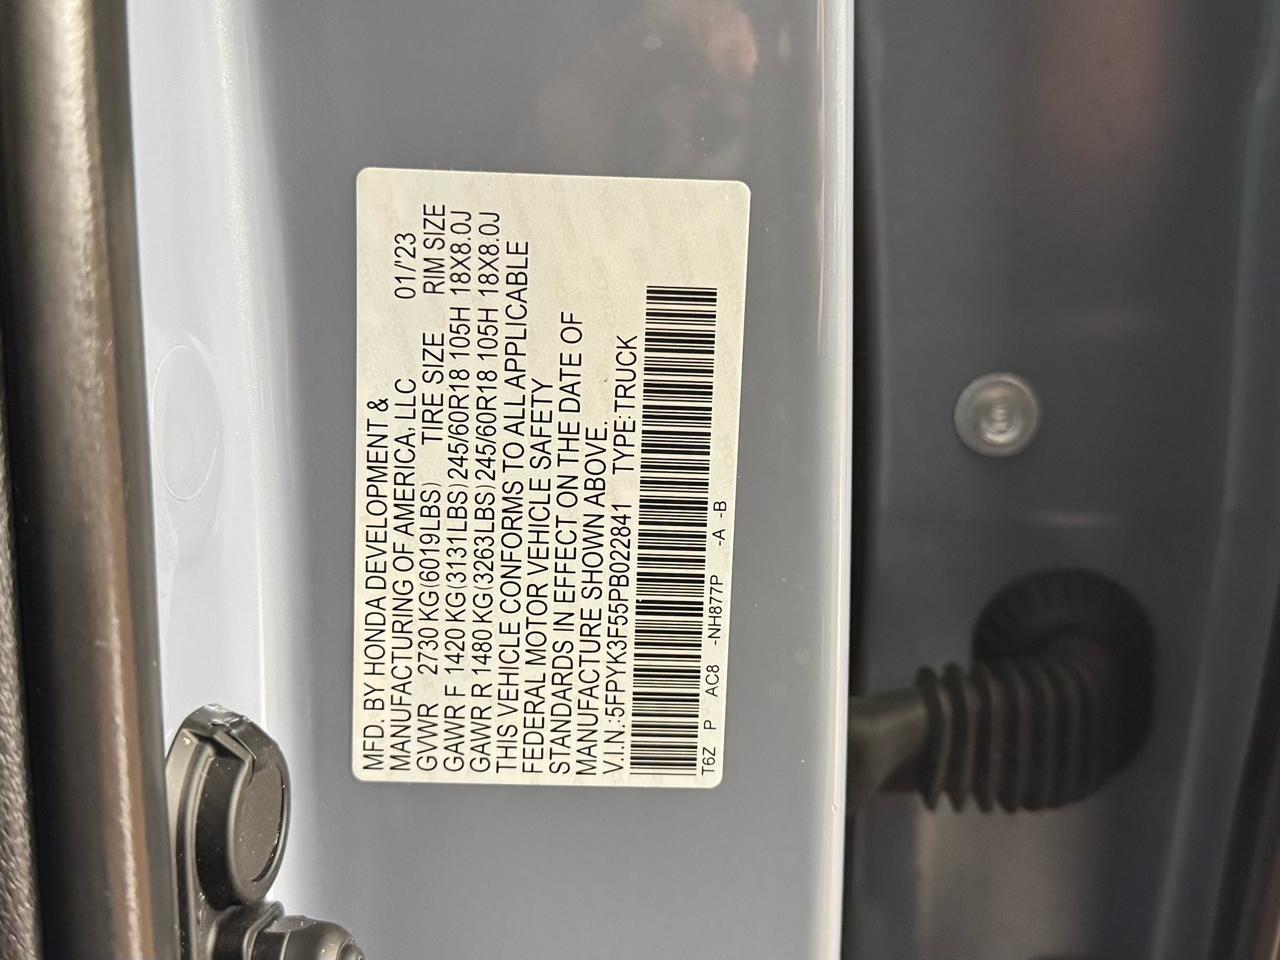 MFD. BY HONDA DEVELOPMENT &
MANUFACTURING OF AMERICA, LLC 01/'23
GVWR 2730 KG(6019LBS) TIRE SIZE RIM SIZE
GAWR F 1420 KG(3131LBS) 245/60R18 105H 18X8.0J
GAWR R 1480 KG(3263LBS) 245/60R18 105H 18X8.0J
THIS VEHICLE CONFORMS TO ALL APPLICABLE
FEDERAL MOTOR VEHICLE SAFETY
STANDARDS IN EFFECT ON THE DATE OF
MANUFACTURE SHOWN ABOVE.
V.I.N.:5FPYK3F55PB022841 TYPE:TRUCK
T6Z P AC8 -NH877P -A -B